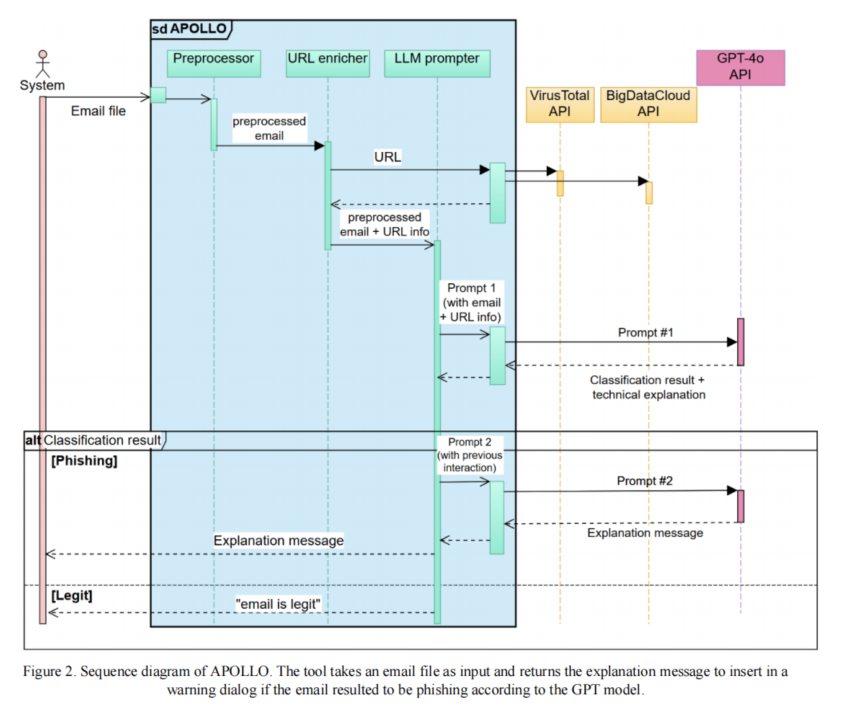 sd APOLLO
Preprocessor
URL enricher
LLM prompter
GPT-4o
API
System
VirusTotal
API
BigDataCloud
API
Email file
preprocessed
email
URL
preprocessed
email + URL info
Prompt 1
(with email
+ URL info)
Prompt #1
Classification result +
technical explanation
alt Classification result
Prompt 2
(with previous
interaction)
[Phishing]
Prompt #2
Explanation message
Explanation message
[Legit]
"email is legit"
Figure 2. Sequence diagram of APOLLO. The tool takes an email file as input and returns the explanation message to insert in a
warning dialog if the email resulted to be phishing according to the GPT model.